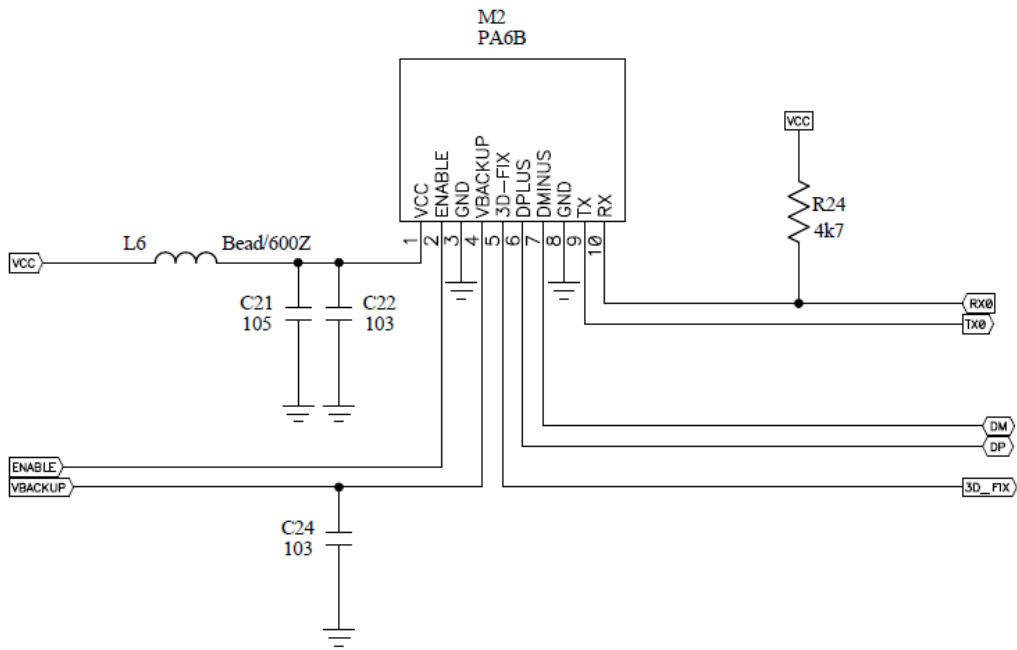 M2
PA6B
VCC
ENABLE
GND
VBACKUP
3D-FIX
DPLUS
DMINUS
GND
TX
RX
1
2
3
4
5
6
7
8
9
10
VCC
R24
4k7
L6 Bead/600Z
VCC
C21
105
C22
103
RX0
TX0
DM
DP
ENABLE
VBACKUP
3D_FIX
C24
103